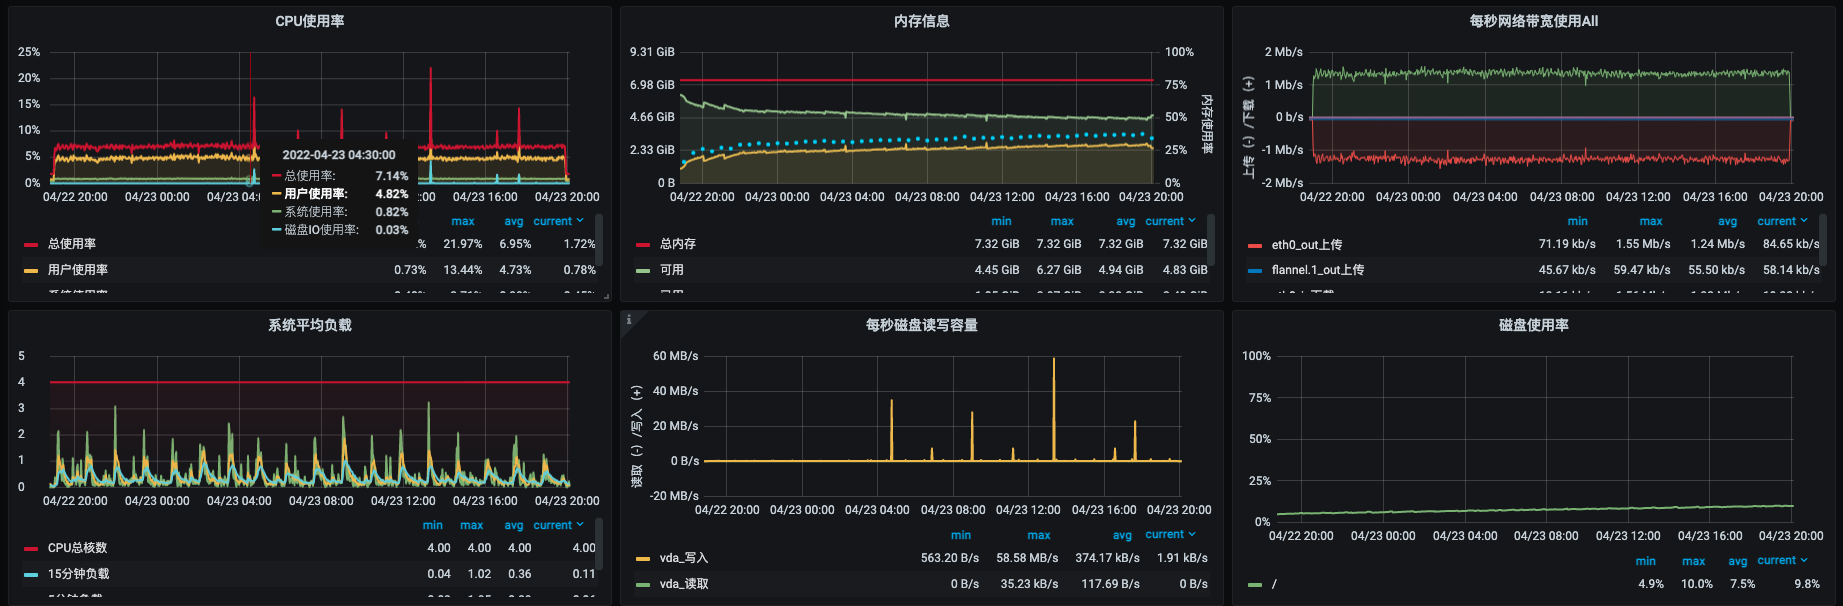 CPU使用率
25%
20%
15%
10%
5%
0%
04/22 20:00 04/23 00:00 04/23 04: :00 04/23 16:00 04/23 20:00
2022-04-23 04:30:00
总使用率: 7.14%
用户使用率: 4.82%
系统使用率: 0.82%
磁盘IO使用率: 0.03%
max avg current
总使用率 % 21.97% 6.95% 1.72%
用户使用率 0.73% 13.44% 4.73% 0.78%
内存信息
9.31 GiB 100%
6.98 GiB 75%
4.66 GiB 50%
2.33 GiB 25%
0 B 0%
内存使用率
04/22 20:00 04/23 00:00 04/23 04:00 04/23 08:00 04/23 12:00 04/23 16:00 04/23 20:00
min max avg current
总内存 7.32 GiB 7.32 GiB 7.32 GiB 7.32 GiB
可用 4.45 GiB 6.27 GiB 4.94 GiB 4.83 GiB
每秒网络带宽使用All
上传 (-) /下载 (+)
2 Mb/s
1 Mb/s
0 b/s
-1 Mb/s
-2 Mb/s
04/22 20:00 04/23 00:00 04/23 04:00 04/23 08:00 04/23 12:00 04/23 16:00 04/23 20:00
min max avg current
eth0_out上传 71.19 kb/s 1.55 Mb/s 1.24 Mb/s 84.65 kb/s
flannel.1_out上传 45.67 kb/s 59.47 kb/s 55.50 kb/s 58.14 kb/s
系统平均负载
5
4
3
2
1
0
04/22 20:00 04/23 00:00 04/23 04:00 04/23 08:00 04/23 12:00 04/23 16:00 04/23 20:00
min max avg current
CPU总核数 4.00 4.00 4.00 4.00
15分钟负载 0.04 1.02 0.36 0.11
i
每秒磁盘读写容量
读取 (-) /写入 (+)
60 MB/s
40 MB/s
20 MB/s
0 B/s
-20 MB/s
04/22 20:00 04/23 00:00 04/23 04:00 04/23 08:00 04/23 12:00 04/23 16:00 04/23 20:00
min max avg current
vda_写入 563.20 B/s 58.58 MB/s 374.17 kB/s 1.91 kB/s
vda_读取 0 B/s 35.23 kB/s 117.69 B/s 0 B/s
磁盘使用率
100%
75%
50%
25%
0%
04/22 20:00 04/23 00:00 04/23 04:00 04/23 08:00 04/23 12:00 04/23 16:00 04/23 20:00
min max avg current
/ 4.9% 10.0% 7.5% 9.8%